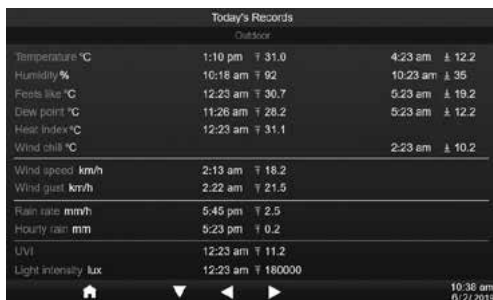 Today's Records
Outdoor
Temperature °C 1:10 pm 31.0 4:23 am 12.2
Humidity % 10:18 am 92 10:23 am 35
Feels like °C 12:23 am 30.7 5:23 am 19.2
Dew point °C 11:26 am 28.2 5:23 am 12.2
Heat index °C 12:23 am 31.1
Wind chill °C 2:23 am 10.2
Wind speed km/h 2:13 am 18.2
Wind gust km/h 2:22 am 21.5
Rain rate mm/h 5:45 pm 2.5
Hourly rain mm 5:23 pm 0.2
UVI 12:23 am 11.2
Light intensity lux 12:23 am 180000
10:38 am
6/2/2019